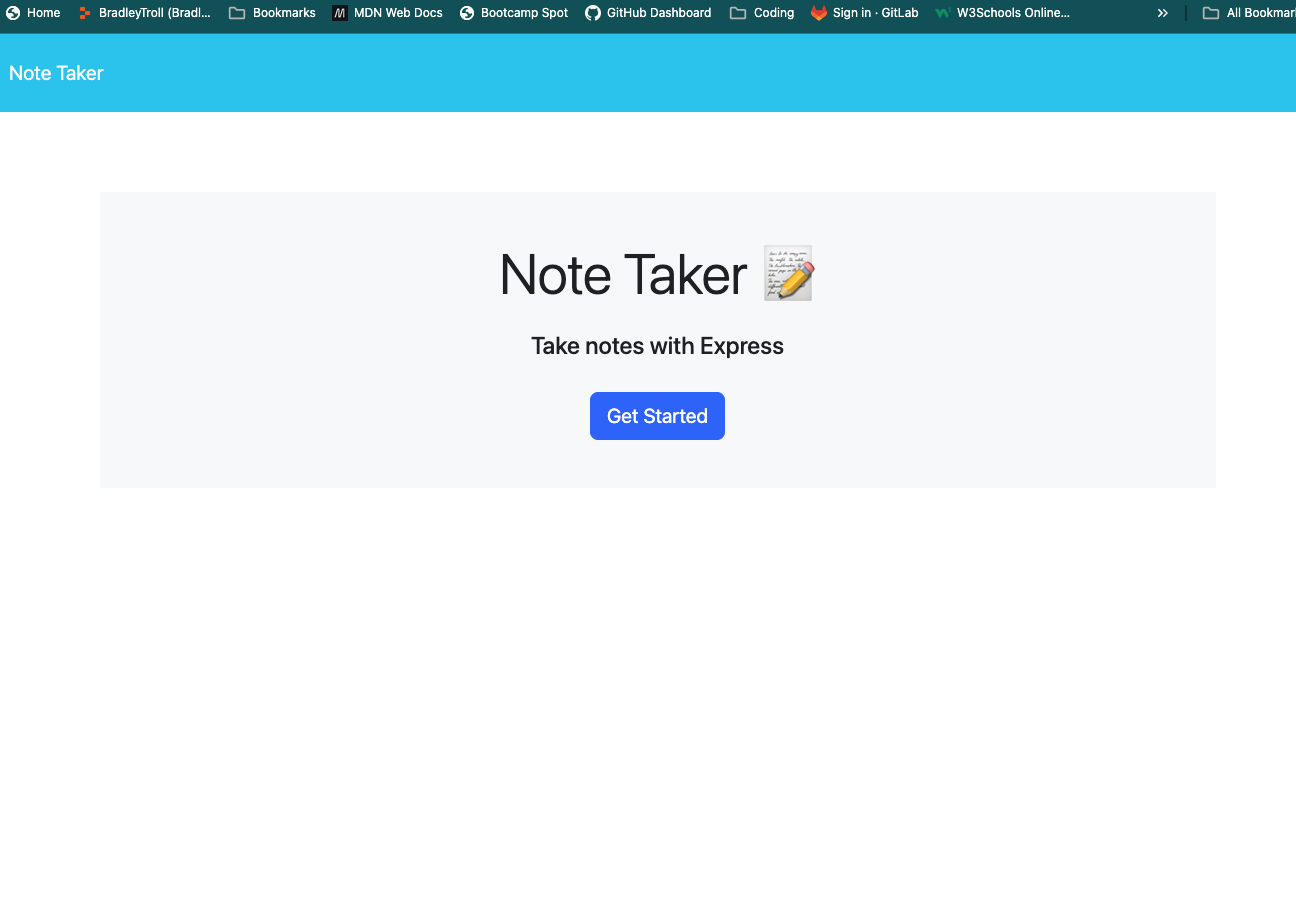 Home BradleyTroll (Bradl... Bookmarks MDN Web Docs Bootcamp Spot GitHub Dashboard Coding Sign in · GitLab W3Schools Online... » All Bookmar
Note Taker
Note Taker 📝
Take notes with Express
Get Started